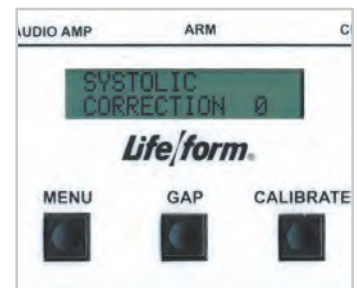 AUDIO AMP ARM
SYSTOLIC
CORRECTION 0
Life/form®
MENU GAP CALIBRATE